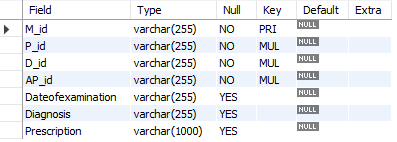 Field Type Null Key Default Extra
M_id varchar(255) NO PRI NULL
P_id varchar(255) NO MUL NULL
D_id varchar(255) NO MUL NULL
AP_id varchar(255) NO MUL NULL
Dateofexamination varchar(255) YES NULL
Diagnosis varchar(255) YES NULL
Prescription varchar(1000) YES NULL